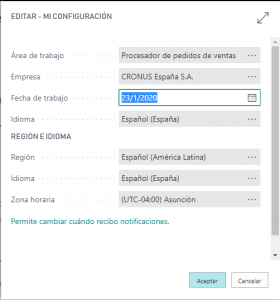 EDITAR - MI CONFIGURACIÓN
Área de trabajo Procesador de pedidos de ventas ...
Empresa CRONUS España S.A. ...
Fecha de trabajo 23/1/2020
Idioma Español (España) ...
REGIÓN E IDIOMA
Región Español (América Latina) ...
Idioma Español (España) ...
Zona horaria (UTC-04:00) Asunción ...
Permite cambiar cuándo recibo notificaciones.
Aceptar Cancelar